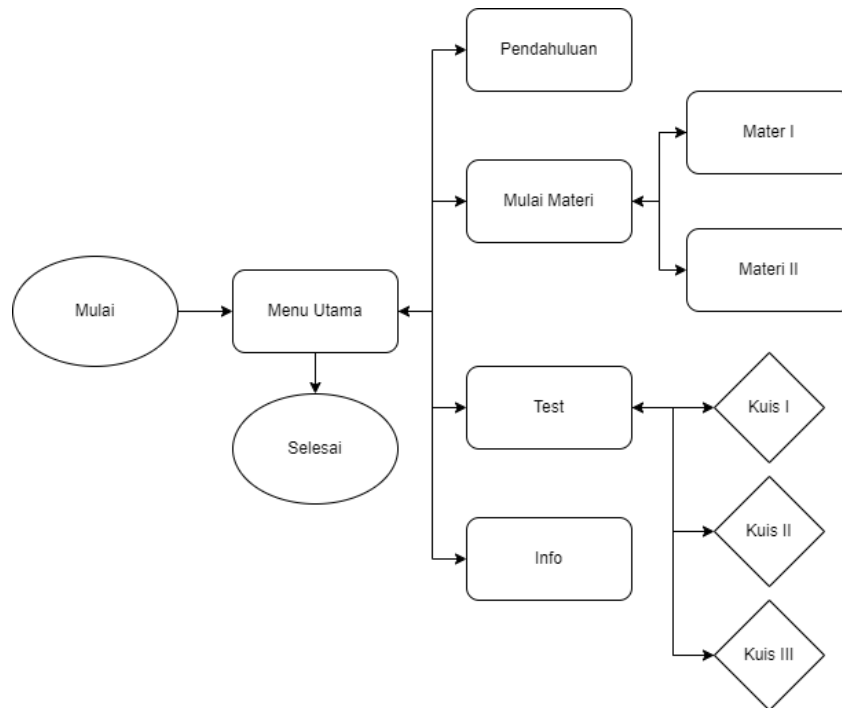 Pendahuluan
Mater I
Mulai Materi
Materi II
Mulai
Menu Utama
Selesai
Test
Kuis I
Kuis II
Info
Kuis III